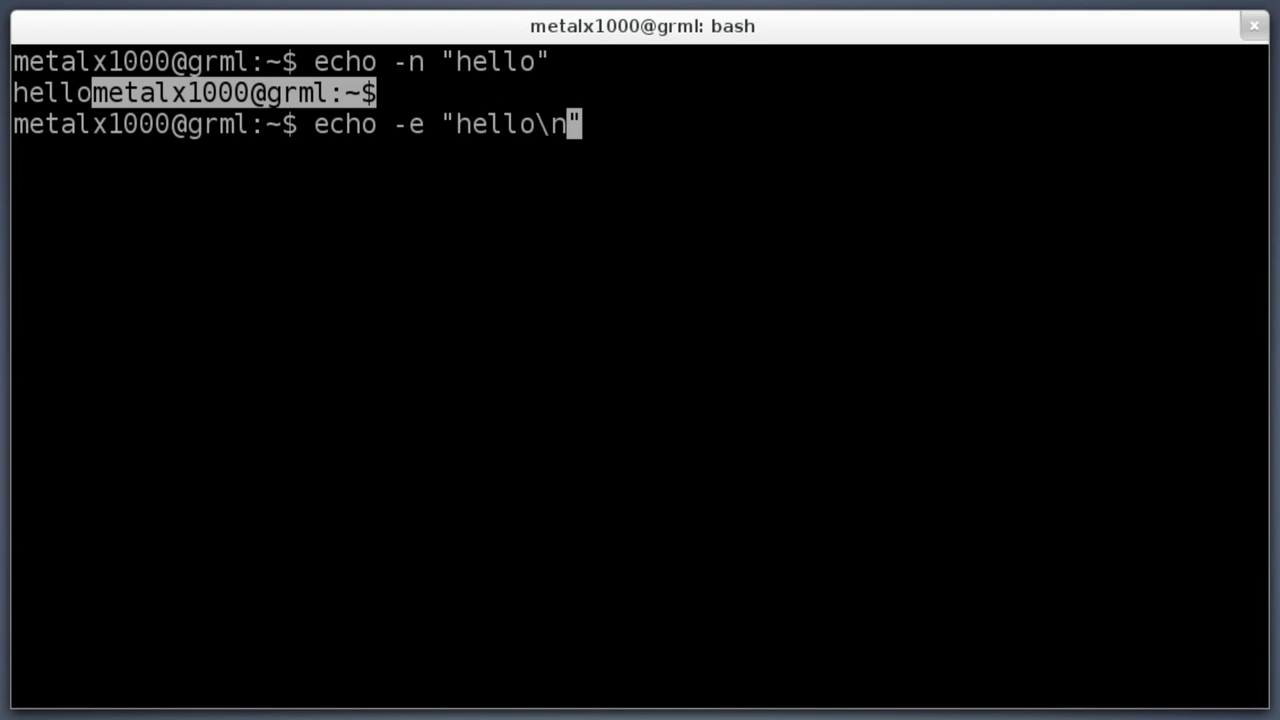 metalx1000@grml: bash
×
metalx1000@grml:~$ echo -n "hello"
hellometalx1000@grml:~$
metalx1000@grml:~$ echo -e "hello\n"